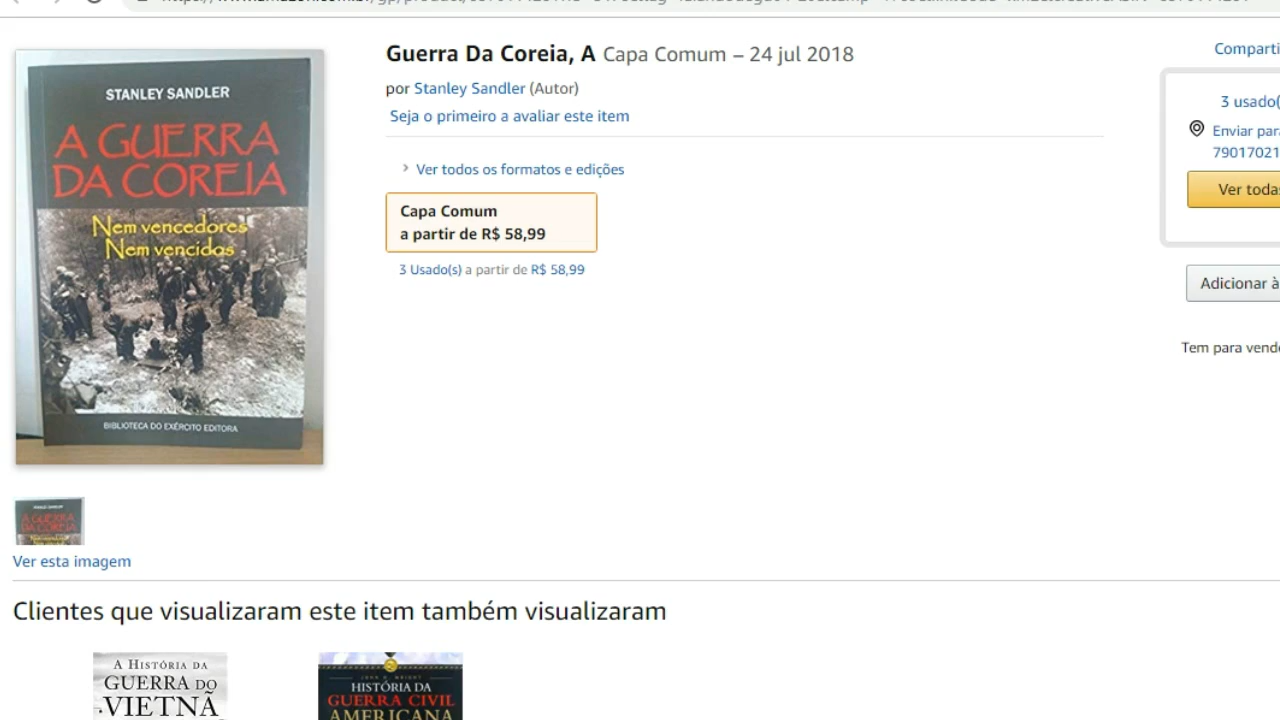 Guerra Da Coreia, A Capa Comum – 24 jul 2018
por Stanley Sandler (Autor)
Seja o primeiro a avaliar este item
Ver todos os formatos e edições
Capa Comum
a partir de R$ 58,99
3 Usado(s) a partir de R$ 58,99
STANLEY SANDLER
A GUERRA
DA COREIA
Nem vencedores
Nem vencidos
BIBLIOTECA DO EXÉRCITO EDITORA
Comparti
3 usado(
Enviar par
79017021
Ver toda
Adicionar à
Tem para vend
A GUERRA
DA COREIA
Ver esta imagem
Clientes que visualizaram este item também visualizaram
A HISTÓRIA DA
GUERRA DO
VIETNÃ
HISTÓRIA DA
GUERRA CIVIL
AMERICANA